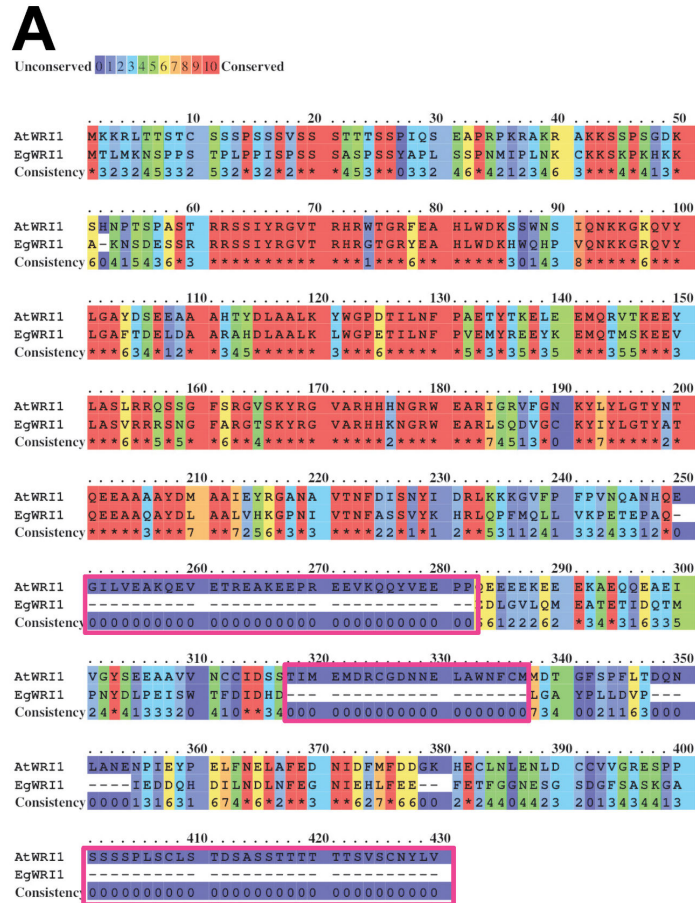 A
Unconserved 0 1 2 3 4 5 6 7 8 9 10 Conserved
. . . . . . . . . 10 . . . . . . . . . 20 . . . . . . . . . 30 . . . . . . . . . 40 . . . . . . . . . 50
AtWRI1 MKKRLTTSTC SSSPSSSVSS STTTSSPIQS EAPRPKRAKR AKKSSPSGDK
EgWRI1 MTLMKNSPPS TPLPPISPSS SASPSSYAPL SSPNMIPLNK CKKSKPKHKK
Consistency *323245332 532*32*2** *553**0332 46*4212346 3***4*413*
. . . . . . . . . 60 . . . . . . . . . 70 . . . . . . . . . 80 . . . . . . . . . 90 . . . . . . . . . 100
AtWRI1 SHNPTSPAST RRSSIYRGVT RHRWTGRFEA HLWDKSSWNS IQNKKGKQVY
EgWRI1 A-KNSDESSR RRSSIYRGVT RHRGTGRYEA HLWDKHWQHP VQNKKGRQVY
Consistency 60415436*3 ********** ***1***6** *****30143 8*****6***
. . . . . . . . . 110 . . . . . . . . . 120 . . . . . . . . . 130 . . . . . . . . . 140 . . . . . . . . . 150
AtWRI1 LGAYDSEEAA AHTYDLAALK YWGPDTILNF PAETYTKELE EMQRVTKEEY
EgWRI1 LGAFTDELDA ARAHDLAALK LWGPETILNF PVEMYREEYK EMQTMSKEEV
Consistency ***634*12* *345****** 3***6***** *5*3*35*35 ***355***3
. . . . . . . . . 160 . . . . . . . . . 170 . . . . . . . . . 180 . . . . . . . . . 190 . . . . . . . . . 200
AtWRI1 LASLRRQSSG FSRGVSKYRG VARHHHNGRW EARIGRVFGN KYLYLGTYNT
EgWRI1 LASVRRRSNG FARGTSKYRG VARHHKNGRW EARLSQDVGC KYIYLGTYAT
Consistency ***6**5*5* *6**4***** *****2**** ***74513*0 **7*****2*
. . . . . . . . . 210 . . . . . . . . . 220 . . . . . . . . . 230 . . . . . . . . . 240 . . . . . . . . . 250
AtWRI1 QEEAAAAYDM AAIEYRGANA VTNFDISNYI DRLKKKGVFP FPVNQANHQE
EgWRI1 QEEAAQAYDL AALVHKGPNI VTNFASSVYK HRLQPFMQLL VKPETEPAQ-
Consistency *****3***7 **7256*3*3 ****22*1*2 3**5311241 33243312*0
. . . . . . . . . 260 . . . . . . . . . 270 . . . . . . . . . 280 . . . . . . . . . 290 . . . . . . . . . 300
AtWRI1 GILVEAKQEV ETREAKEEPR EEVKQQYVEE PPQEEEEKEE EKAEQQEAEI
EgWRI1 ---------- ---------- ---------- --EDLGVLQM EATETIDQTM
Consistency 0000000000 0000000000 0000000000 0066122262 *34*316335
. . . . . . . . . 310 . . . . . . . . . 320 . . . . . . . . . 330 . . . . . . . . . 340 . . . . . . . . . 350
AtWRI1 VGYSEEAAVV NCCIDSSTIM EMDRCGDNNE LAWNFCMMDT GFSPFLTDQN
EgWRI1 PNYDLPEISW TFDIDHD--- ---------- -------LGA YPLLDVP---
Consistency 24*4133320 410**34000 0000000000 0000000734 0021163000
. . . . . . . . . 360 . . . . . . . . . 370 . . . . . . . . . 380 . . . . . . . . . 390 . . . . . . . . . 400
AtWRI1 LANENPIEYP ELFNELAFED NIDFMFDDGK HECLNLENLD CCVVGRESPP
EgWRI1 ----IEDDQH DILNDLNFEG NIEHLFEE-- FETFGGNESG SDGFSASKGA
Consistency 0000131631 674*6*2**3 **627*6600 2*24404423 2013434413
. . . . . . . . . 410 . . . . . . . . . 420 . . . . . . . . . 430
AtWRI1 SSSSPLSCLS TDSASSTTTT TTSVSCNYLV
EgWRI1 ---------- ---------- ----------
Consistency 0000000000 0000000000 0000000000